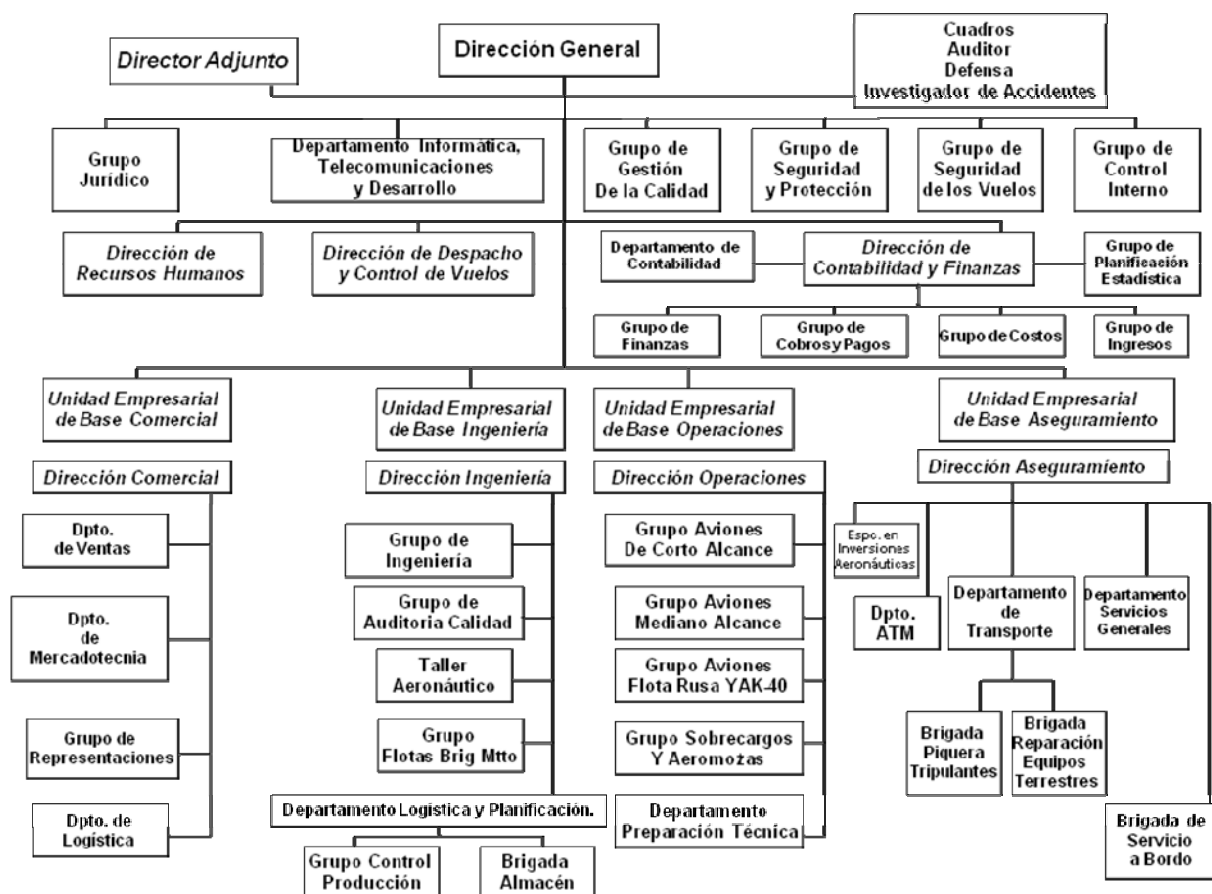 Director Adjunto
Dirección General
Cuadros
Auditor
Defensa
Investigador de Accidentes
Grupo
Jurídico
Departamento Informática,
Telecomunicaciones
y Desarrollo
Grupo de
Gestión
De la Calidad
Grupo de
Seguridad
y Protección
Grupo de
Seguridad
de los Vuelos
Grupo de
Control
Interno
Dirección de
Recursos Humanos
Dirección de Despacho
y Control de Vuelos
Departamento de
Contabilidad
Dirección de
Contabilidad y Finanzas
Grupo de
Planificación
Estadística
Grupo de
Finanzas
Grupo de
Cobros y Pagos
Grupo de Costos
Grupo de
Ingresos
Unidad Empresarial
de Base Comercial
Unidad Empresarial
de Base Ingeniería
Unidad Empresarial
de Base Operaciones
Unidad Empresarial
de Base Aseguramiento
Dirección Comercial
Dirección Ingeniería
Dirección Operaciones
Dirección Aseguramiento
Dpto.
de Ventas
Dpto.
de
Mercadotecnia
Grupo de
Representaciones
Dpto. de
Logística
Grupo de
Ingeniería
Grupo de
Auditoria Calidad
Taller
Aeronáutico
Grupo
Flotas Brig Mtto
Departamento Logística y Planificación.
Grupo Control
Producción
Brigada
Almacén
Grupo Aviones
De Corto Alcance
Grupo Aviones
Mediano Alcance
Grupo Aviones
Flota Rusa YAK-40
Grupo Sobrecargos
Y Aeromozas
Departamento
Preparación Técnica
Espo. en
Inversiones
Aeronáuticas
Dpto.
ATM
Departamento
de
Transporte
Departamento
Servicios
Generales
Brigada
Piquera
Tripulantes
Brigada
Reparación
Equipos
Terrestres
Brigada de
Servicio
a Bordo